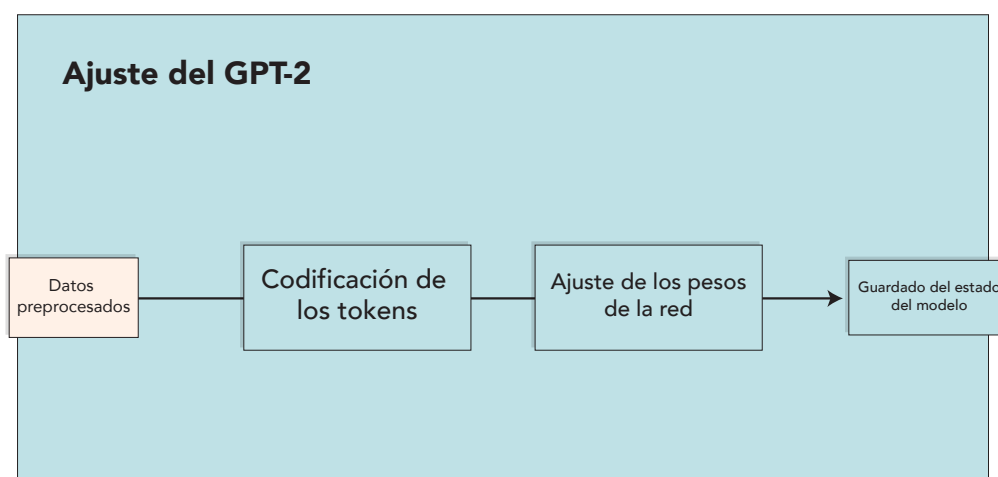 Ajuste del GPT-2
Datos
preprocesados
Codificación de
los tokens
Ajuste de los pesos
de la red
Guardado del estado
del modelo